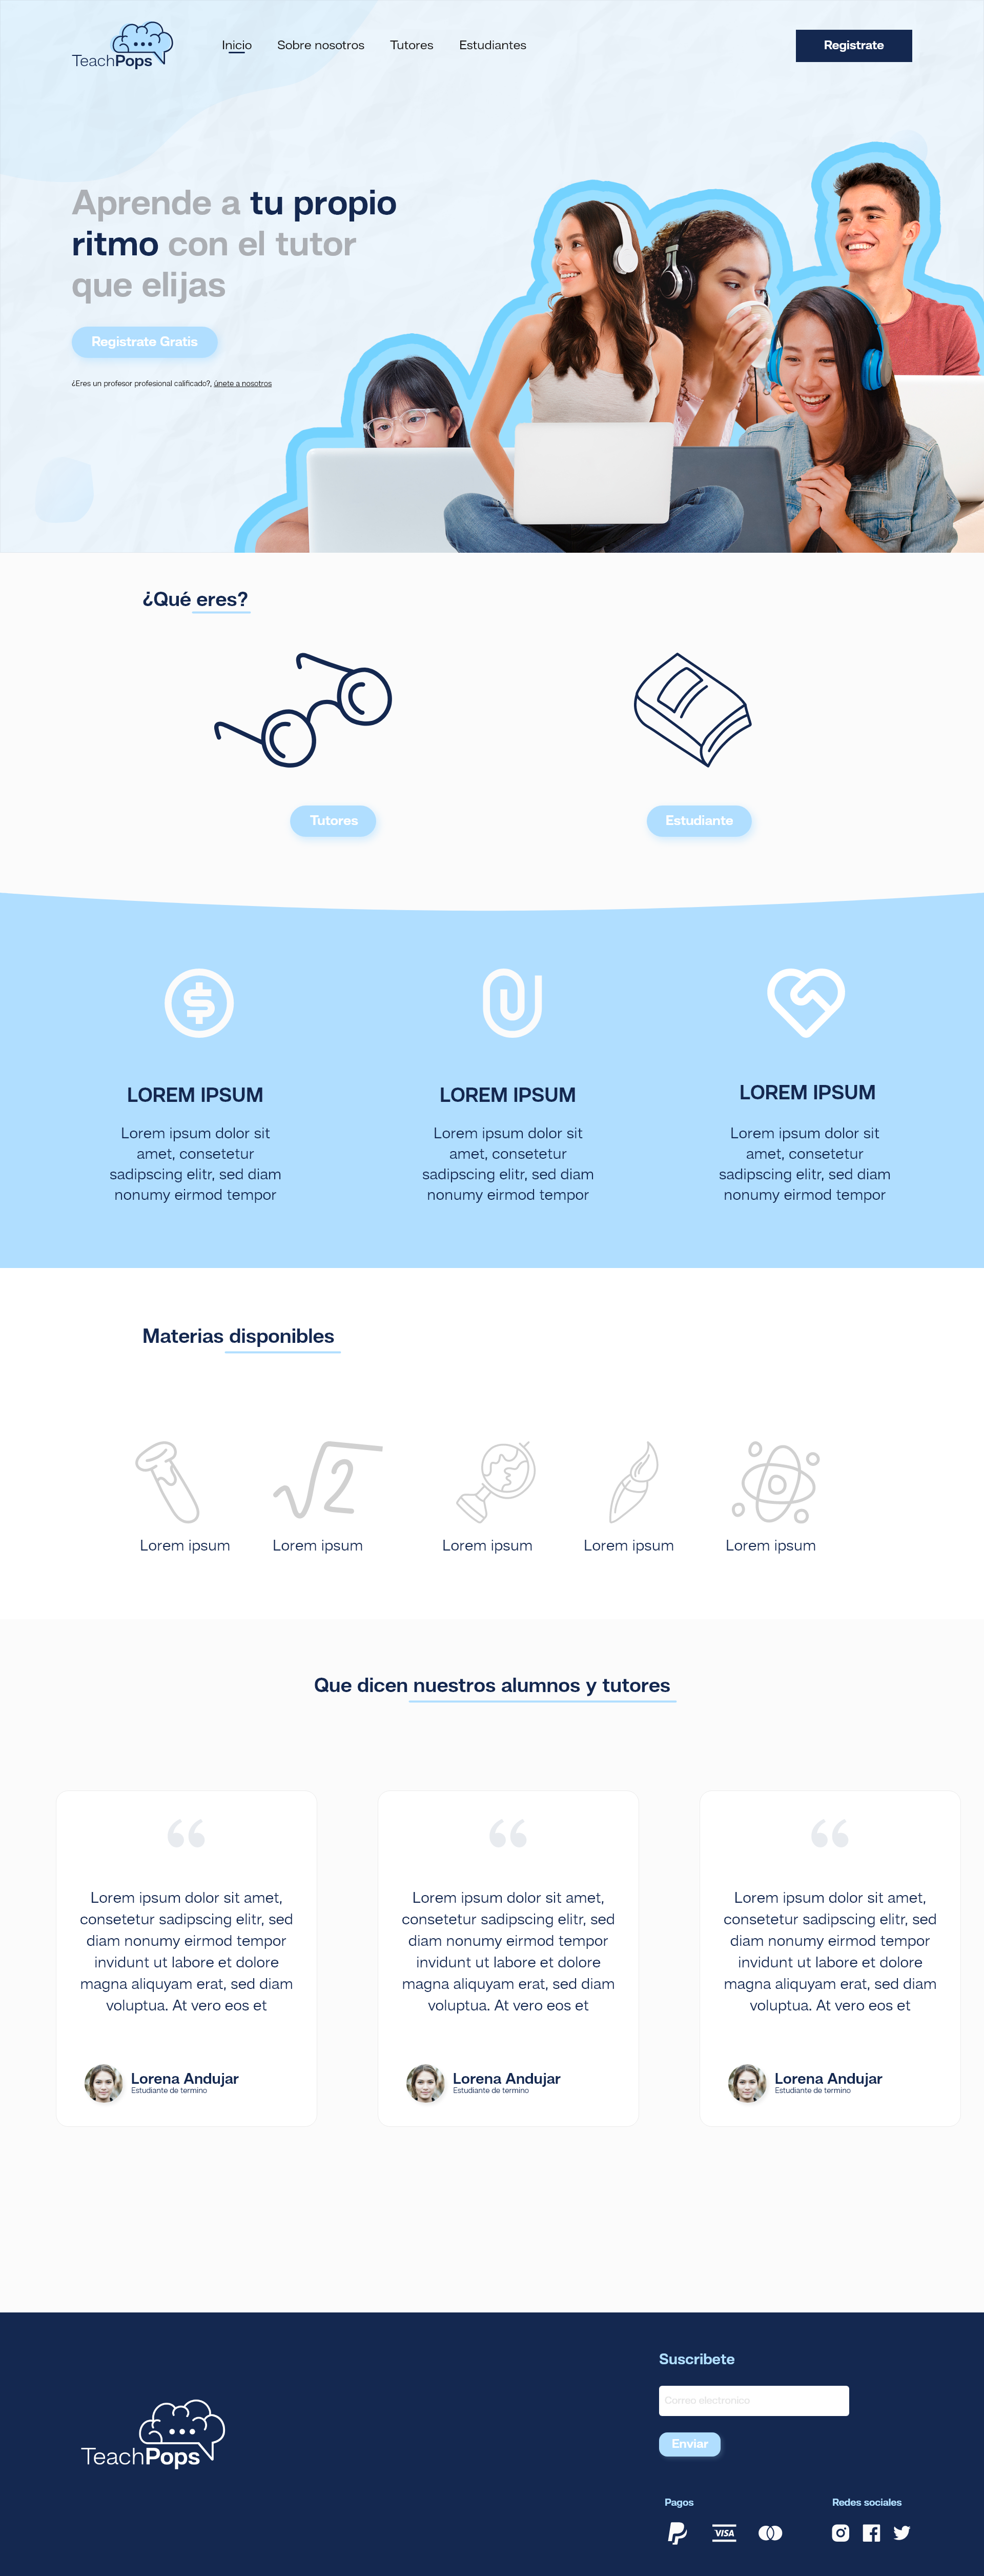 TeachPops
Inicio
Sobre nosotros
Tutores
Estudiantes
Registrate
Aprende a tu propio
ritmo con el tutor
que elijas
Registrate Gratis
¿Eres un profesor profesional calificado?, únete a nosotros
¿Qué eres?
Tutores
Estudiante
LOREM IPSUM
Lorem ipsum dolor sit
amet, consetetur
sadipscing elitr, sed diam
nonumy eirmod tempor
LOREM IPSUM
Lorem ipsum dolor sit
amet, consetetur
sadipscing elitr, sed diam
nonumy eirmod tempor
LOREM IPSUM
Lorem ipsum dolor sit
amet, consetetur
sadipscing elitr, sed diam
nonumy eirmod tempor
Materias disponibles
√2
Lorem ipsum
Lorem ipsum
Lorem ipsum
Lorem ipsum
Lorem ipsum
Que dicen nuestros alumnos y tutores
“
Lorem ipsum dolor sit amet,
consetetur sadipscing elitr, sed
diam nonumy eirmod tempor
invidunt ut labore et dolore
magna aliquyam erat, sed diam
voluptua. At vero eos et
Lorena Andujar
Estudiante de termino
“
Lorem ipsum dolor sit amet,
consetetur sadipscing elitr, sed
diam nonumy eirmod tempor
invidunt ut labore et dolore
magna aliquyam erat, sed diam
voluptua. At vero eos et
Lorena Andujar
Estudiante de termino
“
Lorem ipsum dolor sit amet,
consetetur sadipscing elitr, sed
diam nonumy eirmod tempor
invidunt ut labore et dolore
magna aliquyam erat, sed diam
voluptua. At vero eos et
Lorena Andujar
Estudiante de termino
TeachPops
Suscribete
Correo electronico
Enviar
Pagos
VISA
Redes sociales